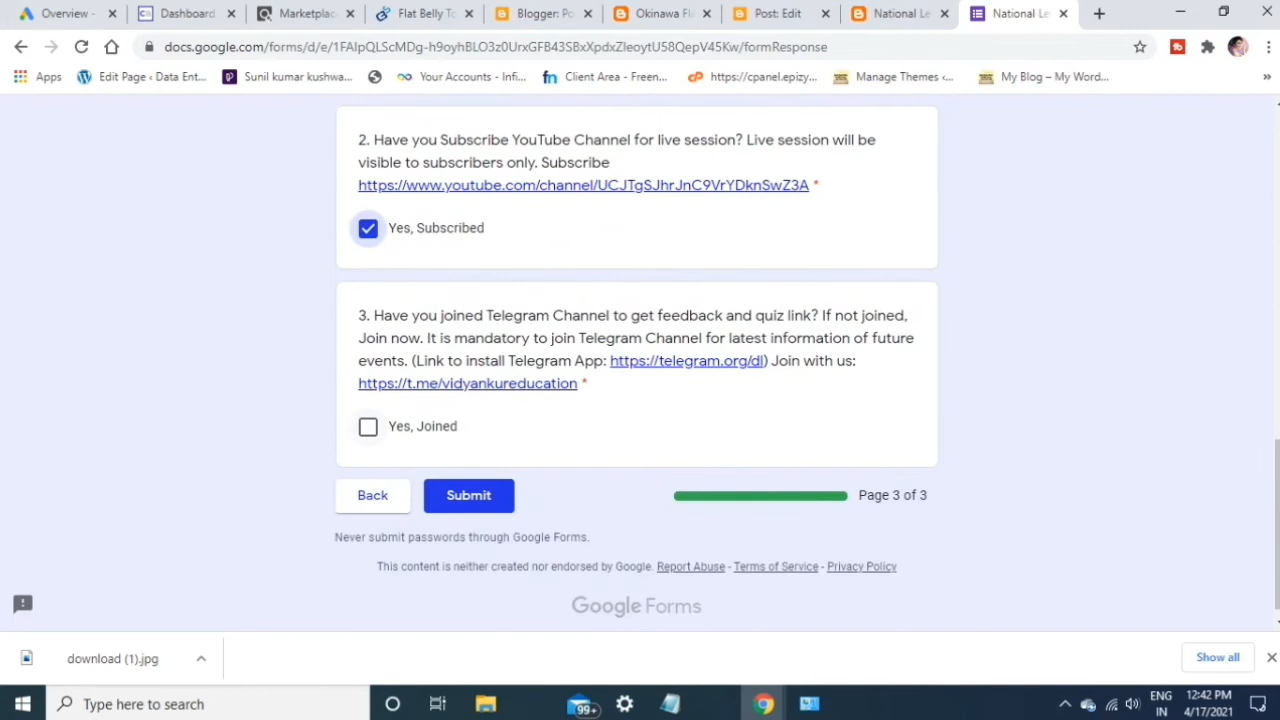 Overview -
Dashboard
Marketplac
Flat Belly To
Blogger: Po
Okinawa Fl
Post: Edit
National Le
National Le
docs.google.com/forms/d/e/1FAIpQLScMDg-h9oyhBLO3z0UrxGFB43SBxXpdxZIeoytU58QepV45Kw/formResponse
Apps
Edit Page ‹ Data Ent...
Sunil kumar kushwa...
Your Accounts - Infi...
Client Area - Freen...
https://cpanel.epizy...
Manage Themes ‹...
My Blog – My Word...
»
2. Have you Subscribe YouTube Channel for live session? Live session will be
visible to subscribers only. Subscribe
https://www.youtube.com/channel/UCJTgSJhrJnC9VrYDknSwZ3A *
Yes, Subscribed
3. Have you joined Telegram Channel to get feedback and quiz link? If not joined,
Join now. It is mandatory to join Telegram Channel for latest information of future
events. (Link to install Telegram App: https://telegram.org/dl) Join with us:
https://t.me/vidyankureducation *
Yes, Joined
Back
Submit
Page 3 of 3
Never submit passwords through Google Forms.
This content is neither created nor endorsed by Google. Report Abuse - Terms of Service - Privacy Policy
Google Forms
download (1).jpg
Show all
Type here to search
99+
ENG
IN
12:42 PM
4/17/2021